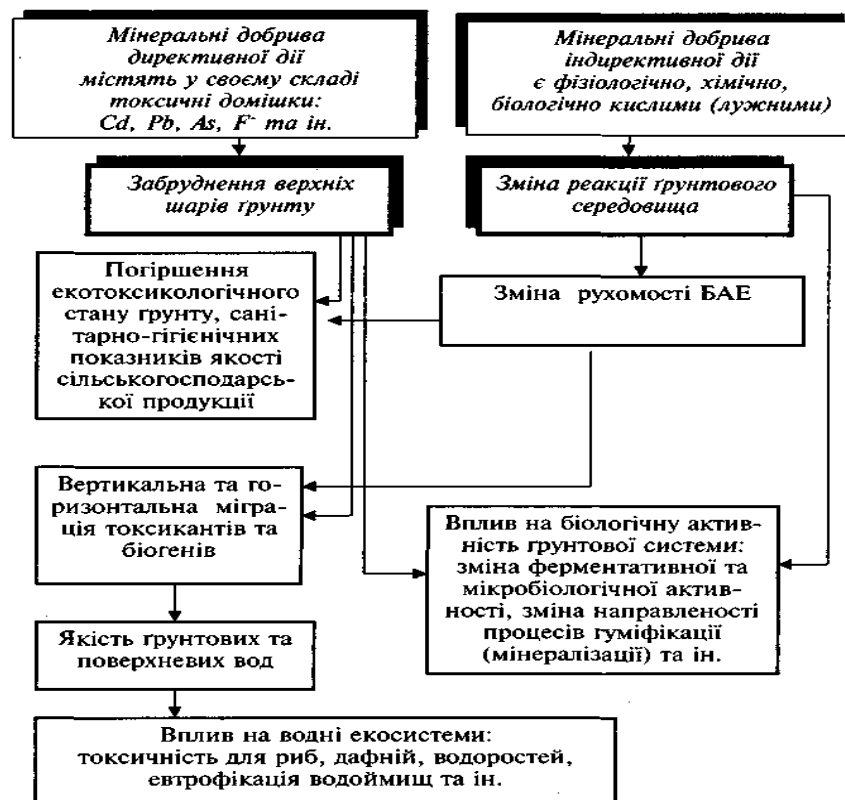 Мінеральні добрива
директивної дії
містять у своєму складі
токсичні домішки:
Cd, Pb, As, F⁻ та ін.
Мінеральні добрива
індирективної дії
є фізіологічно, хімічно,
біологічно кислими (лужними)
Забруднення верхніх
шарів ґрунту
Зміна реакції ґрунтового
середовища
Погіршення
екотоксикологічного
стану ґрунту, сані-
тарно-гігієнічних
показників якості
сільськогосподарсь-
кої продукції
Зміна рухомості БАЕ
Вертикальна та го-
ризонтальна мігра-
ція токсикантів та
біогенів
Вплив на біологічну актив-
ність ґрунтової системи:
зміна ферментативної та
мікробіологічної актив-
ності, зміна направленості
процесів гуміфікації
(мінералізації) та ін.
Якість ґрунтових та
поверхневих вод
Вплив на водні екосистеми:
токсичність для риб, дафній, водоростей,
евтрофікація водоймищ та ін.